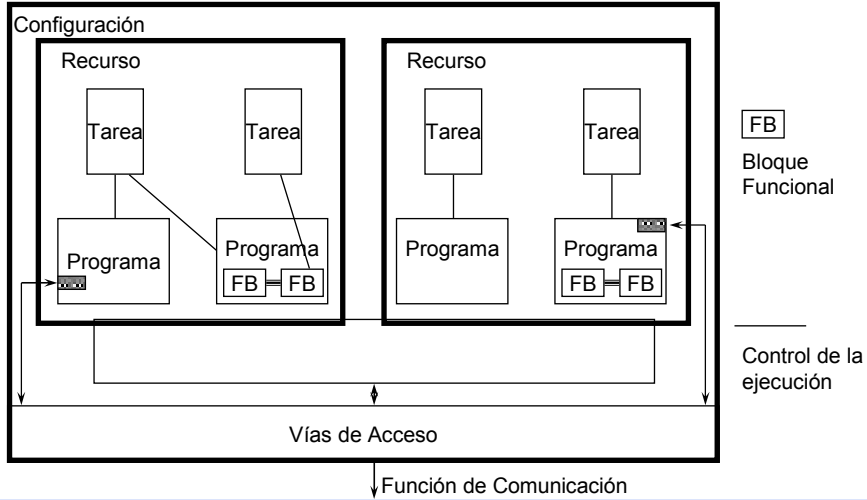 Configuración
Recurso
Recurso
Tarea
Tarea
Tarea
Tarea
FB
Bloque
Funcional
Programa
Programa
Programa
Programa
FB
FB
FB
FB
Control de la
ejecución
Vías de Acceso
Función de Comunicación